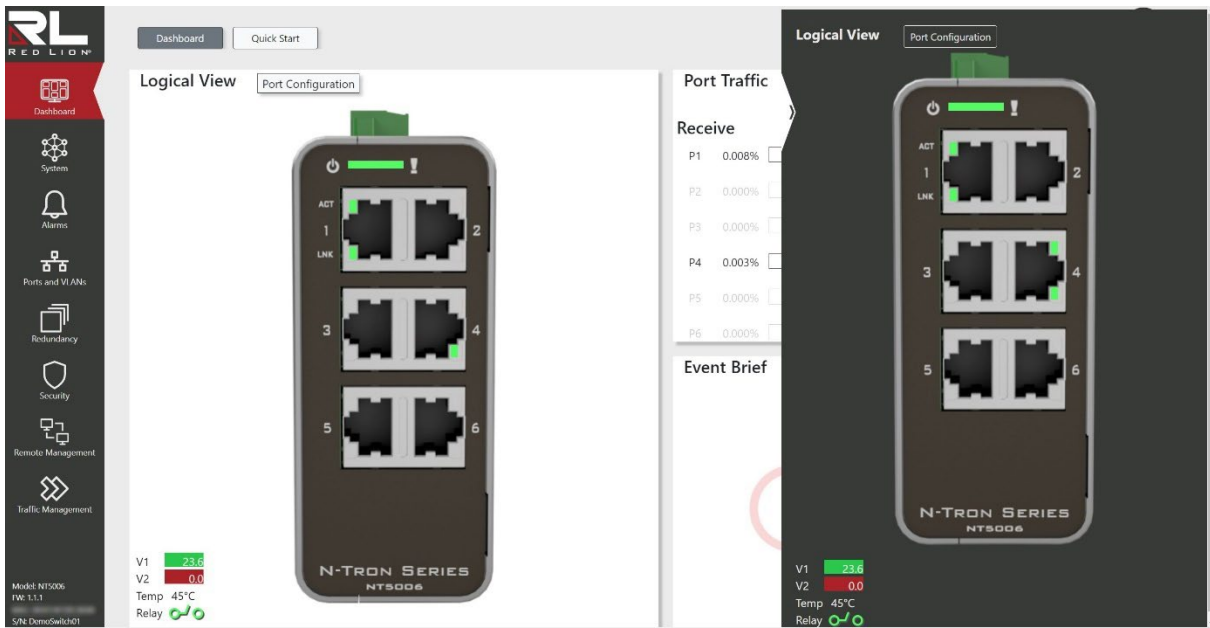 RL
RED LION®
Dashboard
System
Alarms
Ports and VLANs
Redundancy
Security
Remote Management
Traffic Management
Model: NT5006
FW: 1.1.1
S/N: DemoSwitch01
Dashboard Quick Start
Logical View Port Configuration
ACT
1 2
LNK
3 4
5 6
N-TRON SERIES
NT5006
V1 23.6
V2 0.0
Temp 45°C
Relay
Port Traffic
Receive
P1 0.008%
P2 0.000%
P3 0.000%
P4 0.003%
P5 0.000%
P6 0.000%
Event Brief
Logical View Port Configuration
ACT
1 2
LNK
3 4
5 6
N-TRON SERIES
NT5006
V1 23.6
V2 0.0
Temp 45°C
Relay